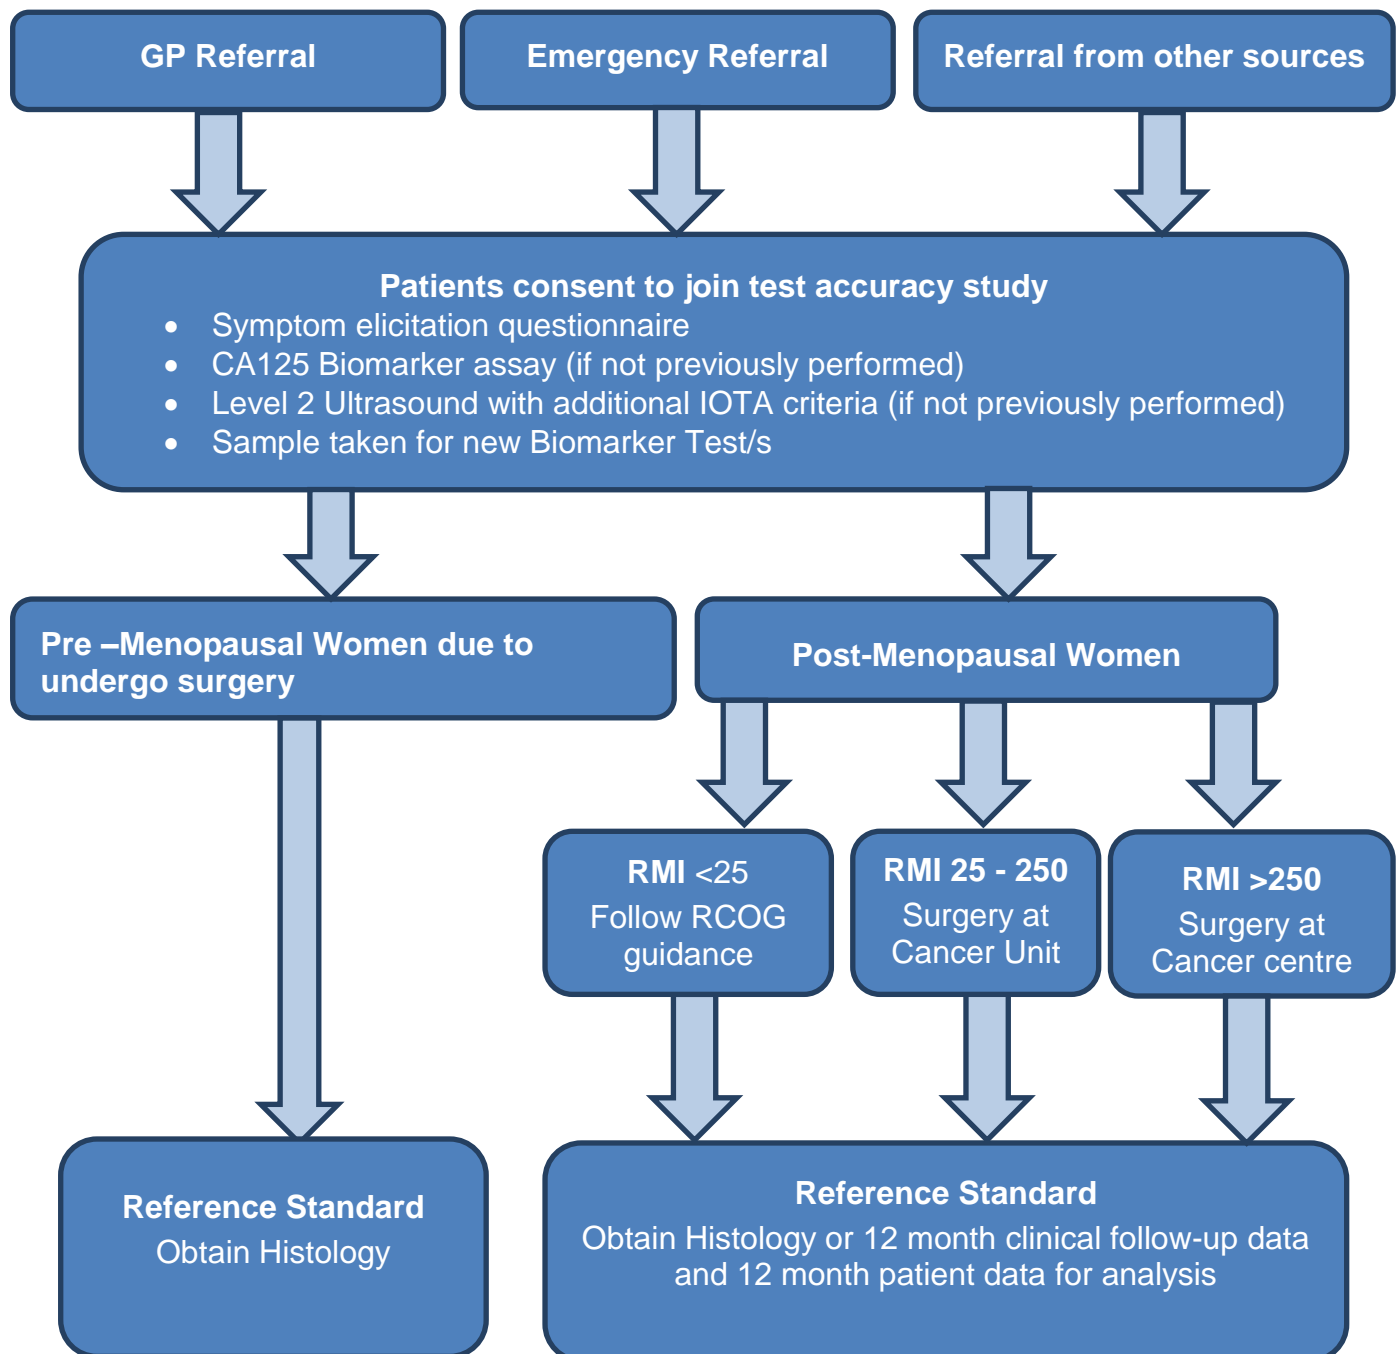 GP Referral
Emergency Referral
Referral from other sources
Patients consent to join test accuracy study
• Symptom elicitation questionnaire
• CA125 Biomarker assay (if not previously performed)
• Level 2 Ultrasound with additional IOTA criteria (if not previously performed)
• Sample taken for new Biomarker Test/s
Pre –Menopausal Women due to
undergo surgery
Post-Menopausal Women
RMI <25
Follow RCOG
guidance
RMI 25 - 250
Surgery at
Cancer Unit
RMI >250
Surgery at
Cancer centre
Reference Standard
Obtain Histology
Reference Standard
Obtain Histology or 12 month clinical follow-up data
and 12 month patient data for analysis